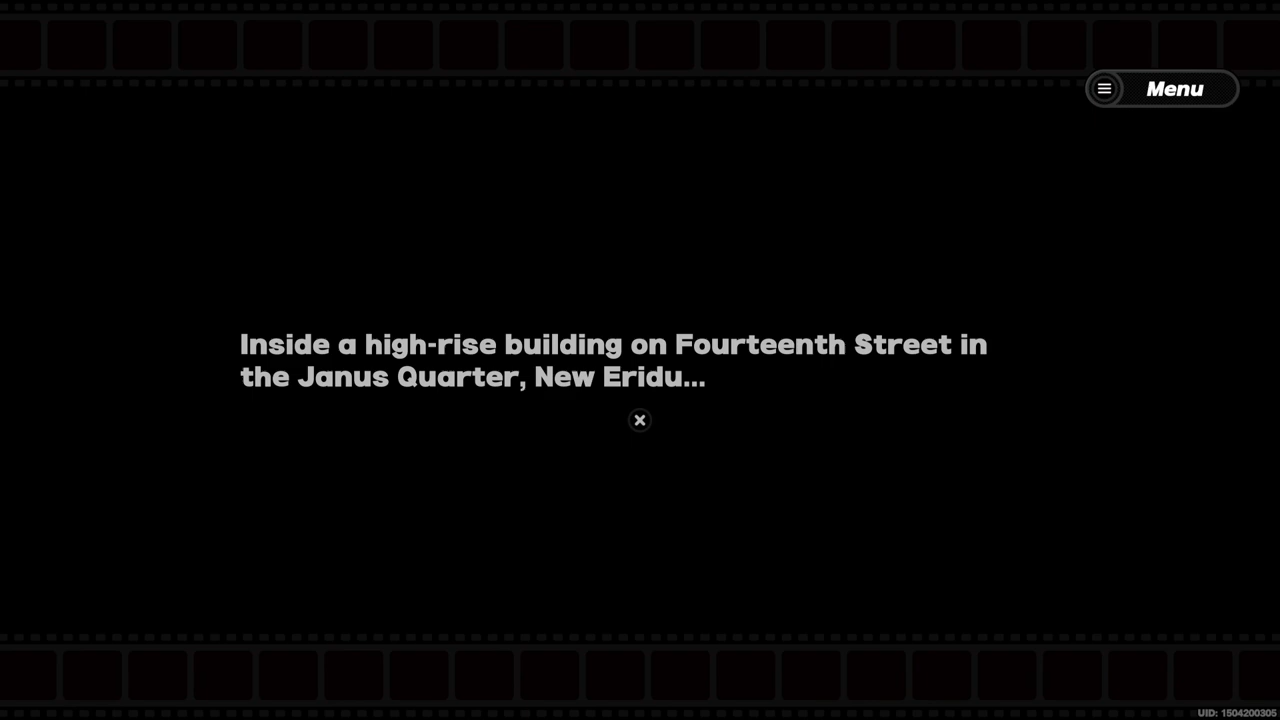 Menu
Inside a high-rise building on Fourteenth Street in
the Janus Quarter, New Eridu...
UID: 1504200305